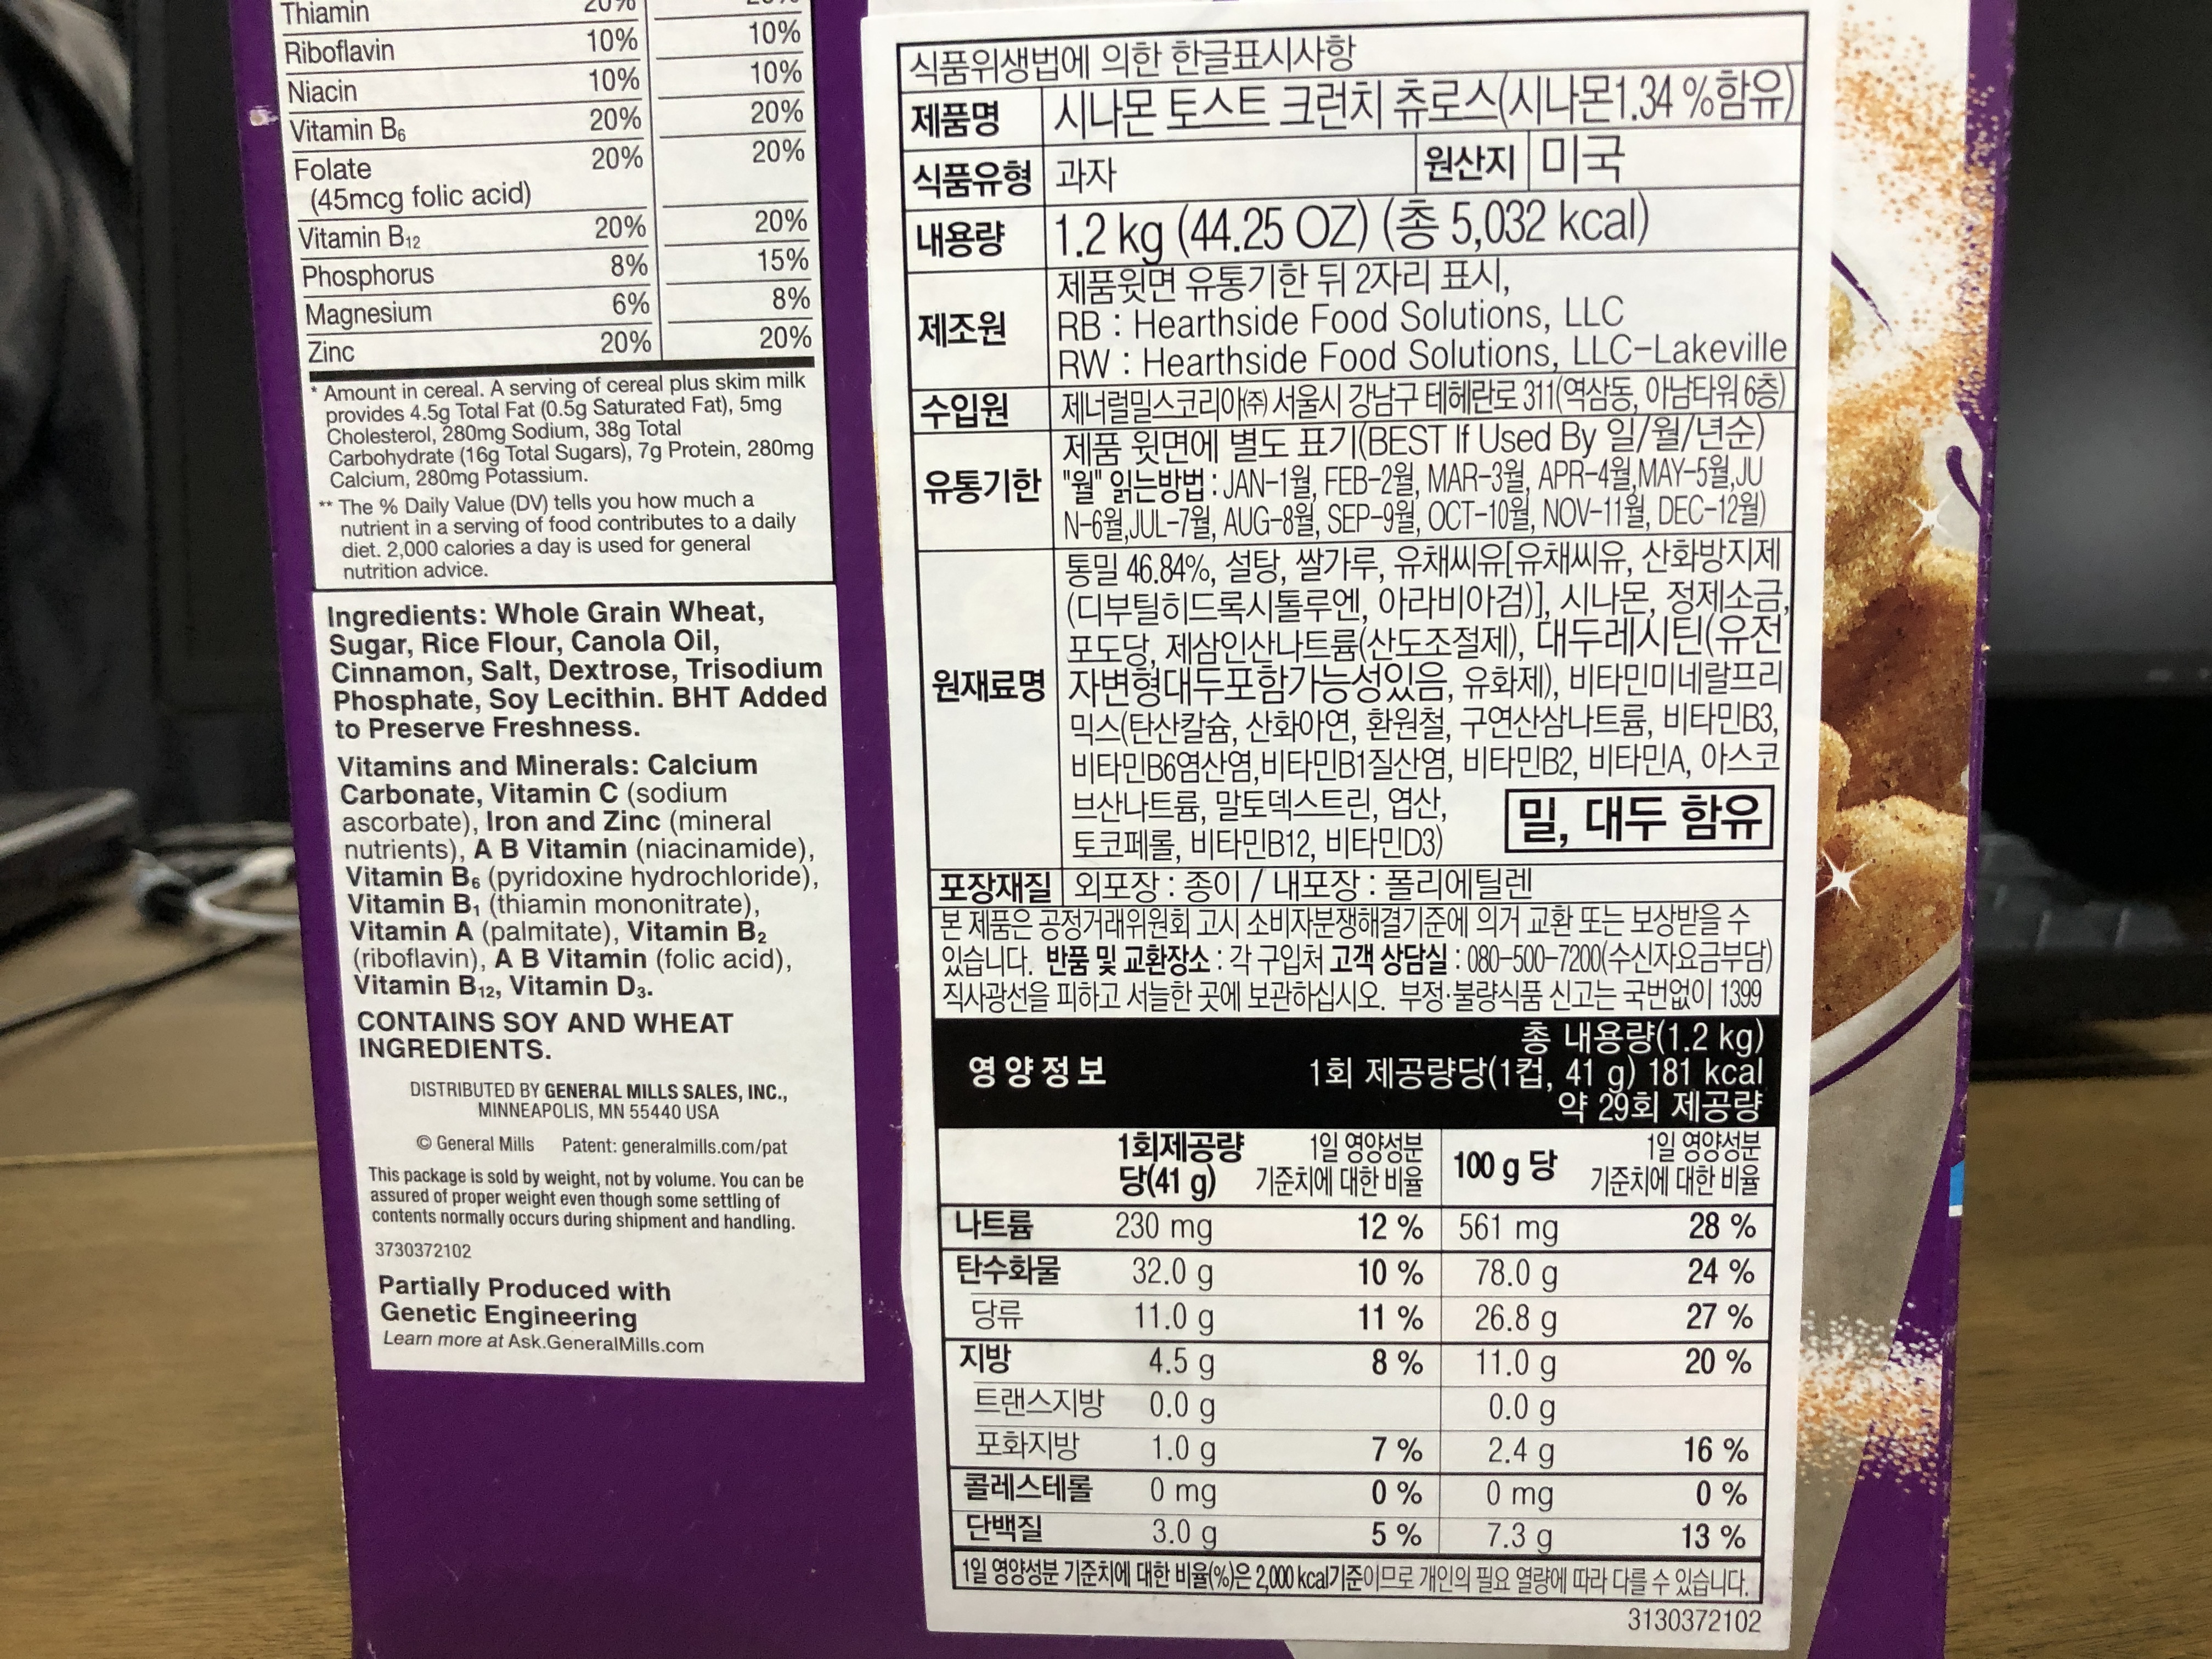 Thiamin 20%
Riboflavin 10% 10%
Niacin 10% 10%
Vitamin B6 20% 20%
Folate 20% 20%
(45mcg folic acid)
Vitamin B12 20% 20%
Phosphorus 8% 15%
Magnesium 6% 8%
Zinc 20% 20%
* Amount in cereal. A serving of cereal plus skim milk
provides 4.5g Total Fat (0.5g Saturated Fat), 5mg
Cholesterol, 280mg Sodium, 38g Total
Carbohydrate (16g Total Sugars), 7g Protein, 280mg
Calcium, 280mg Potassium.
** The % Daily Value (DV) tells you how much a
nutrient in a serving of food contributes to a daily
diet. 2,000 calories a day is used for general
nutrition advice.
Ingredients: Whole Grain Wheat,
Sugar, Rice Flour, Canola Oil,
Cinnamon, Salt, Dextrose, Trisodium
Phosphate, Soy Lecithin. BHT Added
to Preserve Freshness.
Vitamins and Minerals: Calcium
Carbonate, Vitamin C (sodium
ascorbate), Iron and Zinc (mineral
nutrients), A B Vitamin (niacinamide),
Vitamin B6 (pyridoxine hydrochloride),
Vitamin B1 (thiamin mononitrate),
Vitamin A (palmitate), Vitamin B2
(riboflavin), A B Vitamin (folic acid),
Vitamin B12, Vitamin D3.
CONTAINS SOY AND WHEAT
INGREDIENTS.
DISTRIBUTED BY GENERAL MILLS SALES, INC.,
MINNEAPOLIS, MN 55440 USA
© General Mills Patent: generalmills.com/pat
This package is sold by weight, not by volume. You can be
assured of proper weight even though some settling of
contents normally occurs during shipment and handling.
3730372102
Partially Produced with
Genetic Engineering
Learn more at Ask.GeneralMills.com
식품위생법에 의한 한글표시사항
제품명 시나몬 토스트 크런치 츄로스(시나몬1.34 %함유)
식품유형 과자 원산지 미국
내용량 1.2 kg (44.25 OZ) (총 5,032 kcal)
제조원 제품윗면 유통기한 뒤 2자리 표시,
RB : Hearthside Food Solutions, LLC
RW : Hearthside Food Solutions, LLC-Lakeville
수입원 제너럴밀스코리아㈜ 서울시 강남구 테헤란로 311(역삼동, 아남타워 6층)
유통기한 제품 윗면에 별도 표기(BEST If Used By 일/월/년순)
"월" 읽는방법 : JAN-1월, FEB-2월, MAR-3월, APR-4월,MAY-5월,JU
N-6월,JUL-7월, AUG-8월, SEP-9월, OCT-10월, NOV-11월, DEC-12월)
원재료명 통밀 46.84%, 설탕, 쌀가루, 유채씨유[유채씨유, 산화방지제
(디부틸히드록시톨루엔, 아라비아검)], 시나몬, 정제소금,
포도당, 제삼인산나트륨(산도조절제), 대두레시틴(유전
자변형대두포함가능성있음, 유화제), 비타민미네랄프리
믹스(탄산칼슘, 산화아연, 환원철, 구연산삼나트륨, 비타민B3,
비타민B6염산염,비타민B1질산염, 비타민B2, 비타민A, 아스코
브산나트륨, 말토덱스트린, 엽산,
토코페롤, 비타민B12, 비타민D3)
밀, 대두 함유
포장재질 외포장 : 종이 / 내포장 : 폴리에틸렌
본 제품은 공정거래위원회 고시 소비자분쟁해결기준에 의거 교환 또는 보상받을 수
있습니다. 반품 및 교환장소 : 각 구입처 고객 상담실 : 080-500-7200(수신자요금부담)
직사광선을 피하고 서늘한 곳에 보관하십시오. 부정·불량식품 신고는 국번없이 1399
영양정보
총 내용량(1.2 kg)
1회 제공량당(1컵, 41 g) 181 kcal
약 29회 제공량
1회제공량 1일 영양성분 100 g 당 1일 영양성분
당(41 g) 기준치에 대한 비율 기준치에 대한 비율
나트륨 230 mg 12 % 561 mg 28 %
탄수화물 32.0 g 10 % 78.0 g 24 %
당류 11.0 g 11 % 26.8 g 27 %
지방 4.5 g 8 % 11.0 g 20 %
트랜스지방 0.0 g 0.0 g
포화지방 1.0 g 7 % 2.4 g 16 %
콜레스테롤 0 mg 0 % 0 mg 0 %
단백질 3.0 g 5 % 7.3 g 13 %
1일 영양성분 기준치에 대한 비율(%)은 2,000 kcal기준이므로 개인의 필요 열량에 따라 다를 수 있습니다.
3130372102